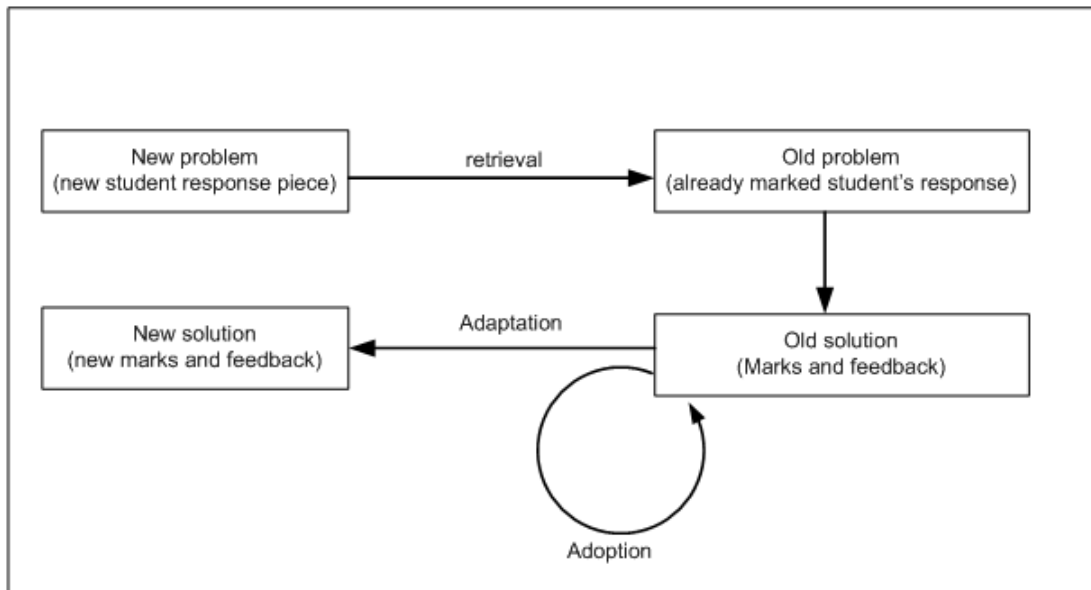 New problem
(new student response piece)
retrieval
Old problem
(already marked student's response)
New solution
(new marks and feedback)
Adaptation
Old solution
(Marks and feedback)
Adoption